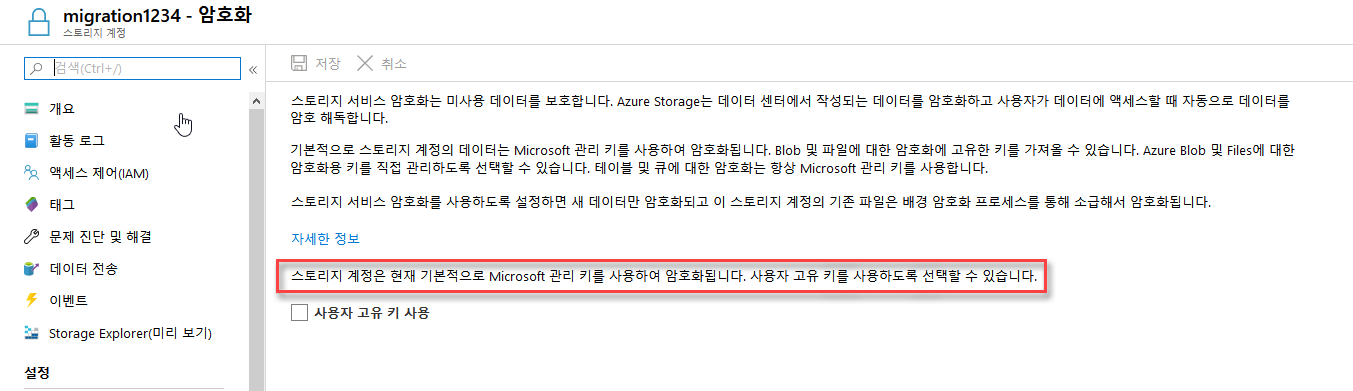 migration1234 - 암호화
스토리지 계정
검색(Ctrl+/)
«
개요
활동 로그
액세스 제어(IAM)
태그
문제 진단 및 해결
데이터 전송
이벤트
Storage Explorer(미리 보기)
설정
저장
취소
스토리지 서비스 암호화는 미사용 데이터를 보호합니다. Azure Storage는 데이터 센터에서 작성되는 데이터를 암호화하고 사용자가 데이터에 액세스할 때 자동으로 데이터를
암호 해독합니다.
기본적으로 스토리지 계정의 데이터는 Microsoft 관리 키를 사용하여 암호화됩니다. Blob 및 파일에 대한 암호화에 고유한 키를 가져올 수 있습니다. Azure Blob 및 Files에 대한
암호화용 키를 직접 관리하도록 선택할 수 있습니다. 테이블 및 큐에 대한 암호화는 항상 Microsoft 관리 키를 사용합니다.
스토리지 서비스 암호화를 사용하도록 설정하면 새 데이터만 암호화되고 이 스토리지 계정의 기존 파일은 배경 암호화 프로세스를 통해 소급해서 암호화됩니다.
자세한 정보
스토리지 계정은 현재 기본적으로 Microsoft 관리 키를 사용하여 암호화됩니다. 사용자 고유 키를 사용하도록 선택할 수 있습니다.
사용자 고유 키 사용